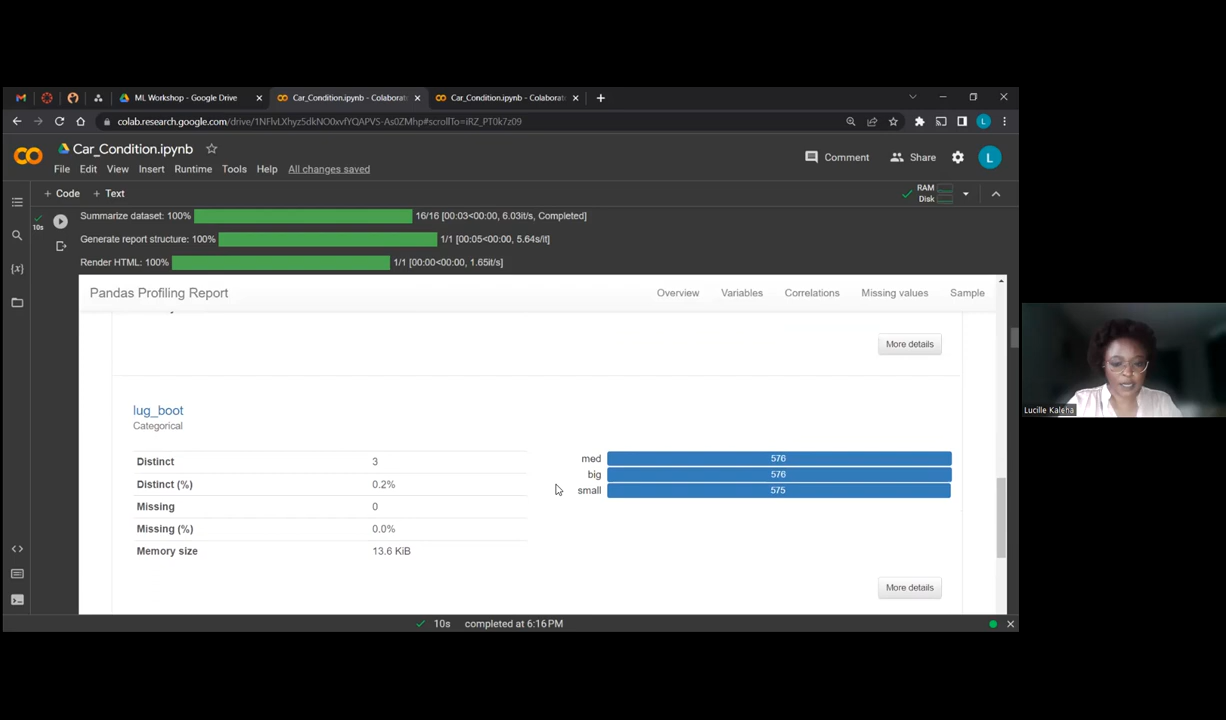 ML Workshop - Google Drive
Car_Condition.ipynb - Colaborat
Car_Condition.ipynb - Colaborat
colab.research.google.com/drive/1NFlvLXhyz5dkNO0xvfYQAPVS-As0ZMhp#scrollTo=iRZ_PT0k7z09
Car_Condition.ipynb
Comment
Share
L
File Edit View Insert Runtime Tools Help All changes saved
+ Code + Text
RAM
Disk
Summarize dataset: 100% 16/16 [00:03<00:00, 6.03it/s, Completed]
10s
Generate report structure: 100% 1/1 [00:05<00:00, 5.64s/it]
Render HTML: 100% 1/1 [00:00<00:00, 1.65it/s]
Pandas Profiling Report
Overview Variables Correlations Missing values Sample
More details
lug_boot
Categorical
Distinct 3
Distinct (%) 0.2%
Missing 0
Missing (%) 0.0%
Memory size 13.6 KiB
med 576
big 576
small 575
More details
10s completed at 6:16 PM
Lucille Kaleha